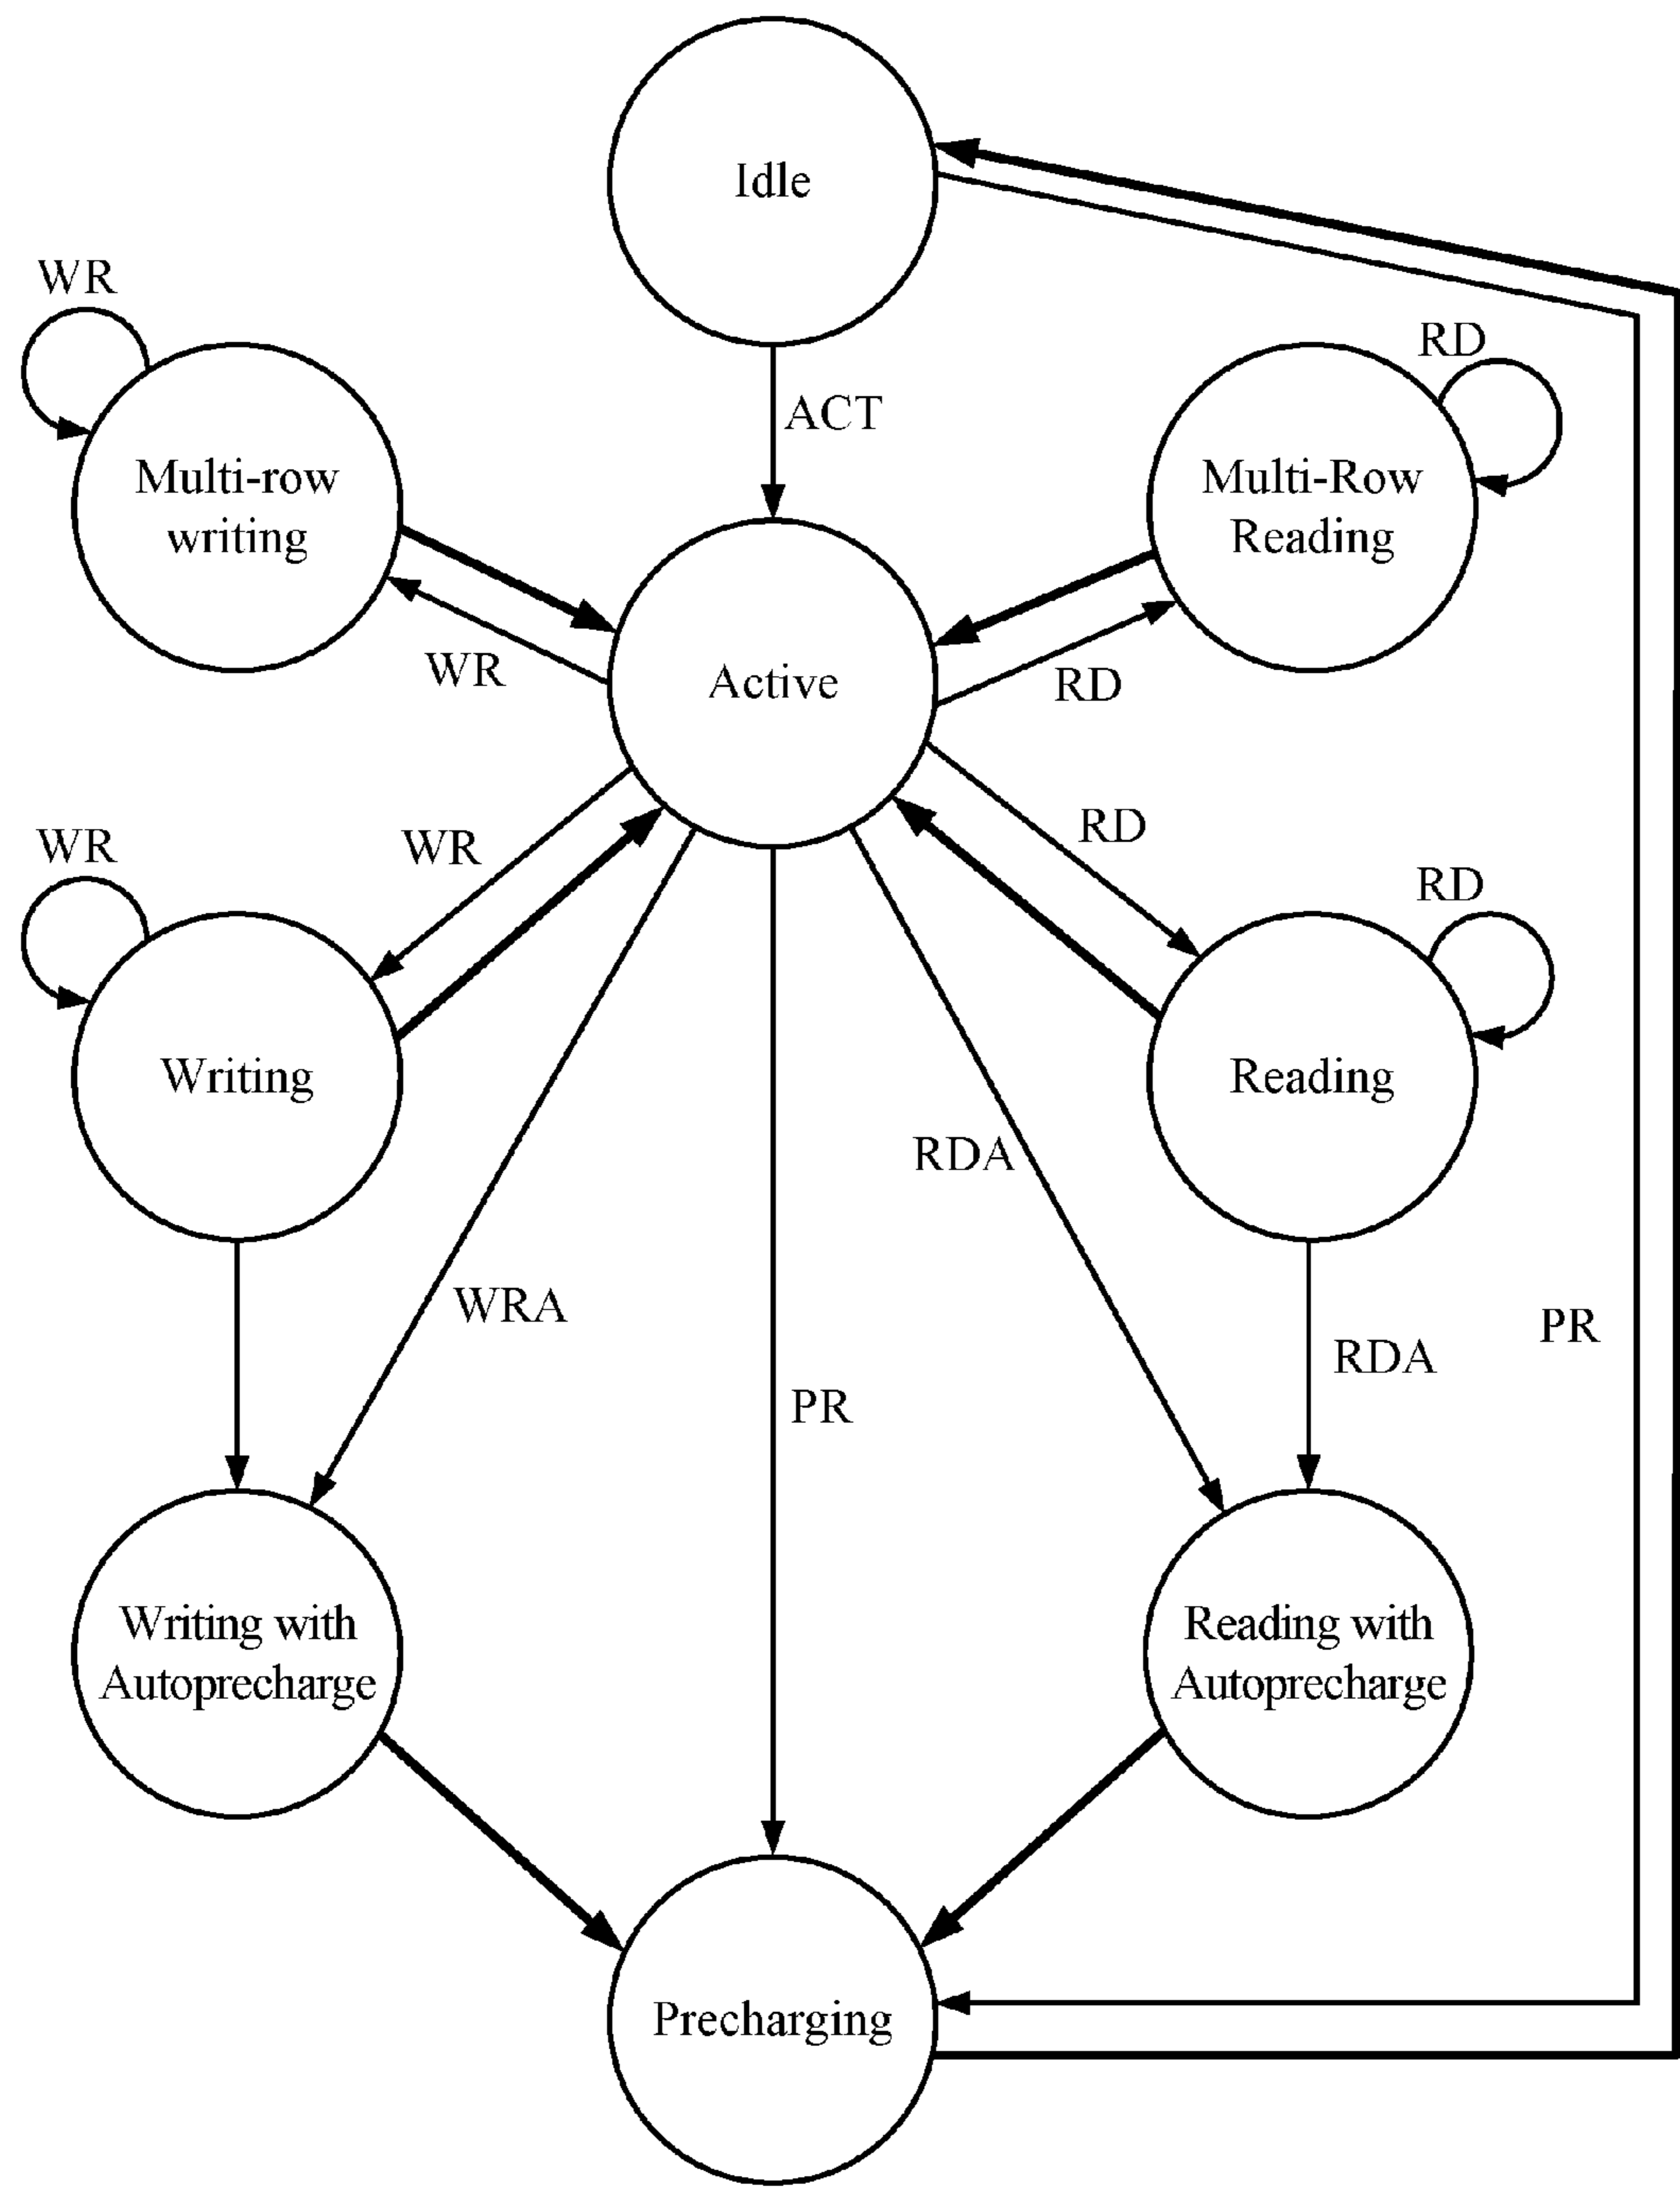 Idle
WR
RD
ACT
Multi-row
writing
Multi-Row
Reading
WR
Active
RD
WR
WR
RD
RD
Writing
Reading
RDA
WRA
PR
RDA
PR
Writing with
Autoprecharge
Reading with
Autoprecharge
Precharging